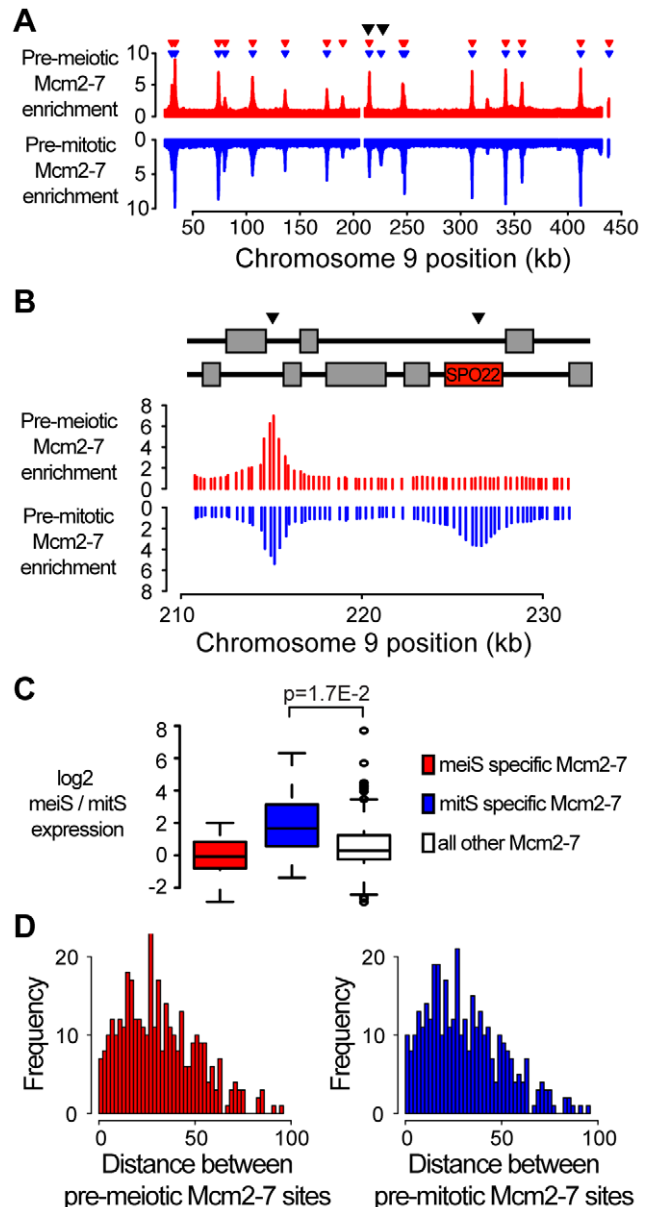 A
Pre-meiotic
Mcm2-7
enrichment
10
5
0
Pre-mitotic
Mcm2-7
enrichment
0
5
10
50 100 150 200 250 300 350 400 450
Chromosome 9 position (kb)
B
SPO22
Pre-meiotic
Mcm2-7
enrichment
8
6
4
2
0
Pre-mitotic
Mcm2-7
enrichment
0
2
4
6
8
210 220 230
Chromosome 9 position (kb)
C
p=1.7E-2
log2
meiS / mitS
expression
8
6
4
2
0
-2
meiS specific Mcm2-7
mitS specific Mcm2-7
all other Mcm2-7
D
Frequency
20
10
0
0 50 100
Distance between
pre-meiotic Mcm2-7 sites
Frequency
20
10
0
0 50 100
Distance between
pre-mitotic Mcm2-7 sites